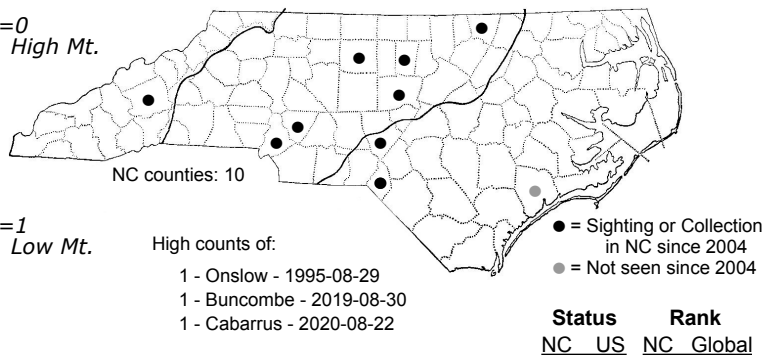 =0
High Mt.
NC counties: 10
=1
Low Mt.
High counts of:
1 - Onslow - 1995-08-29
1 - Buncombe - 2019-08-30
1 - Cabarrus - 2020-08-22
● = Sighting or Collection
in NC since 2004
● = Not seen since 2004
Status Rank
NC US NC Global